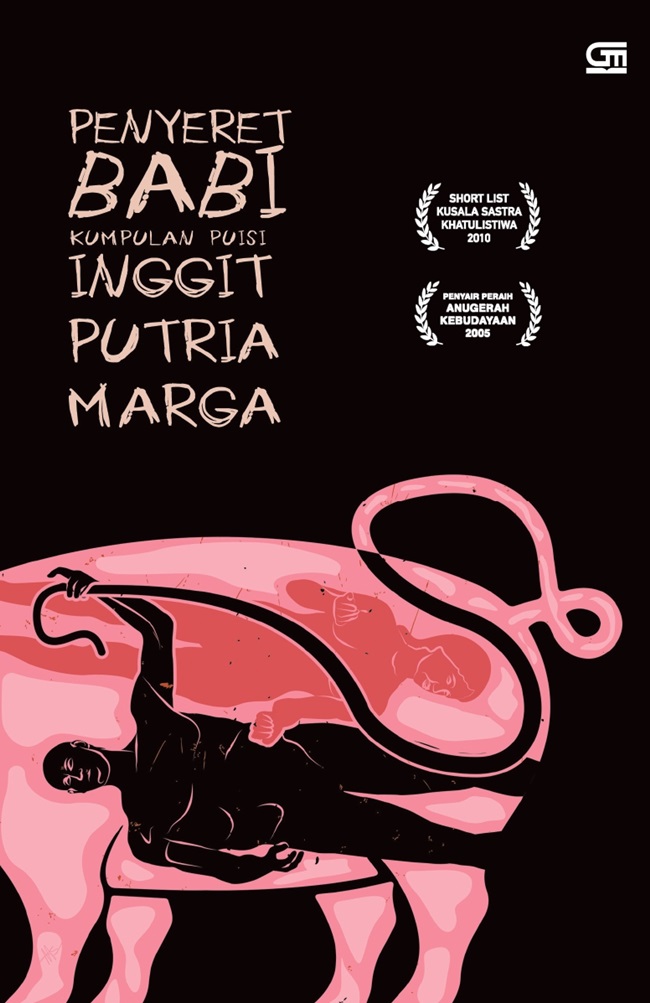 PENYERET
BABI
KUMPULAN PUISI
INGGIT
PUTRIA
MARGA
SHORT LIST
KUSALA SASTRA
KHATULISTIWA
2010
PENYAIR PERAIH
ANUGERAH
KEBUDAYAAN
2005